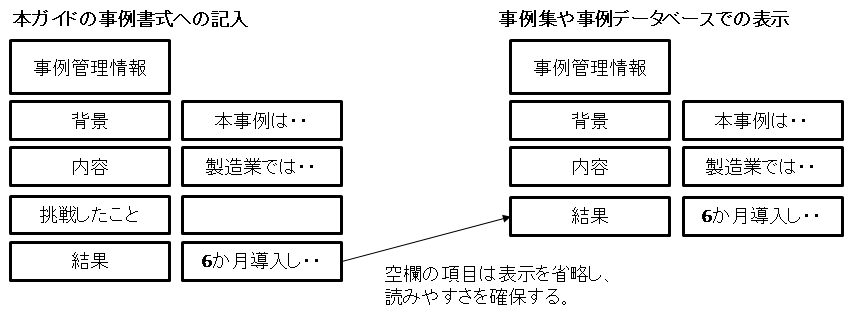 本ガイドの事例書式への記入
事例管理情報
背景
本事例は・・
内容
製造業では・・
挑戦したこと
結果
6か月導入し・・
事例集や事例データベースでの表示
事例管理情報
背景
本事例は・・
内容
製造業では・・
結果
6か月導入し・・
空欄の項目は表示を省略し、
読みやすさを確保する。